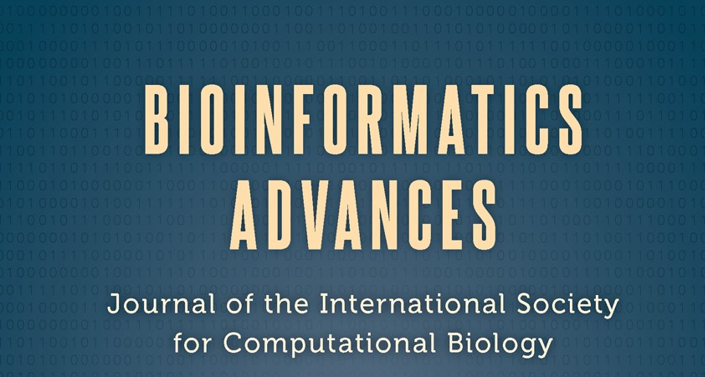 BIOINFORMATICS
ADVANCES
Journal of the International Society
for Computational Biology